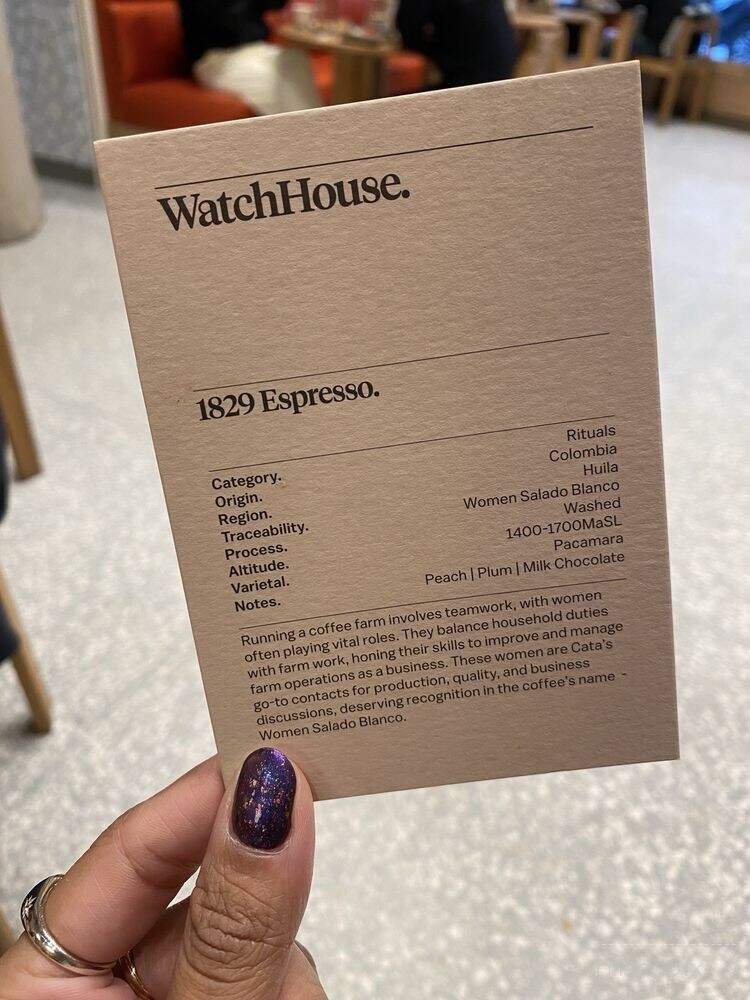 WatchHouse.
1829 Espresso.
Category. Rituals
Origin. Colombia
Region. Huila
Traceability. Women Salado Blanco
Process. Washed
Altitude. 1400-1700MaSL
Varietal. Pacamara
Notes. Peach | Plum | Milk Chocolate
Running a coffee farm involves teamwork, with women
often playing vital roles. They balance household duties
with farm work, honing their skills to improve and manage
farm operations as a business. These women are Cata's
go-to contacts for production, quality, and business
discussions, deserving recognition in the coffee's name -
Women Salado Blanco.